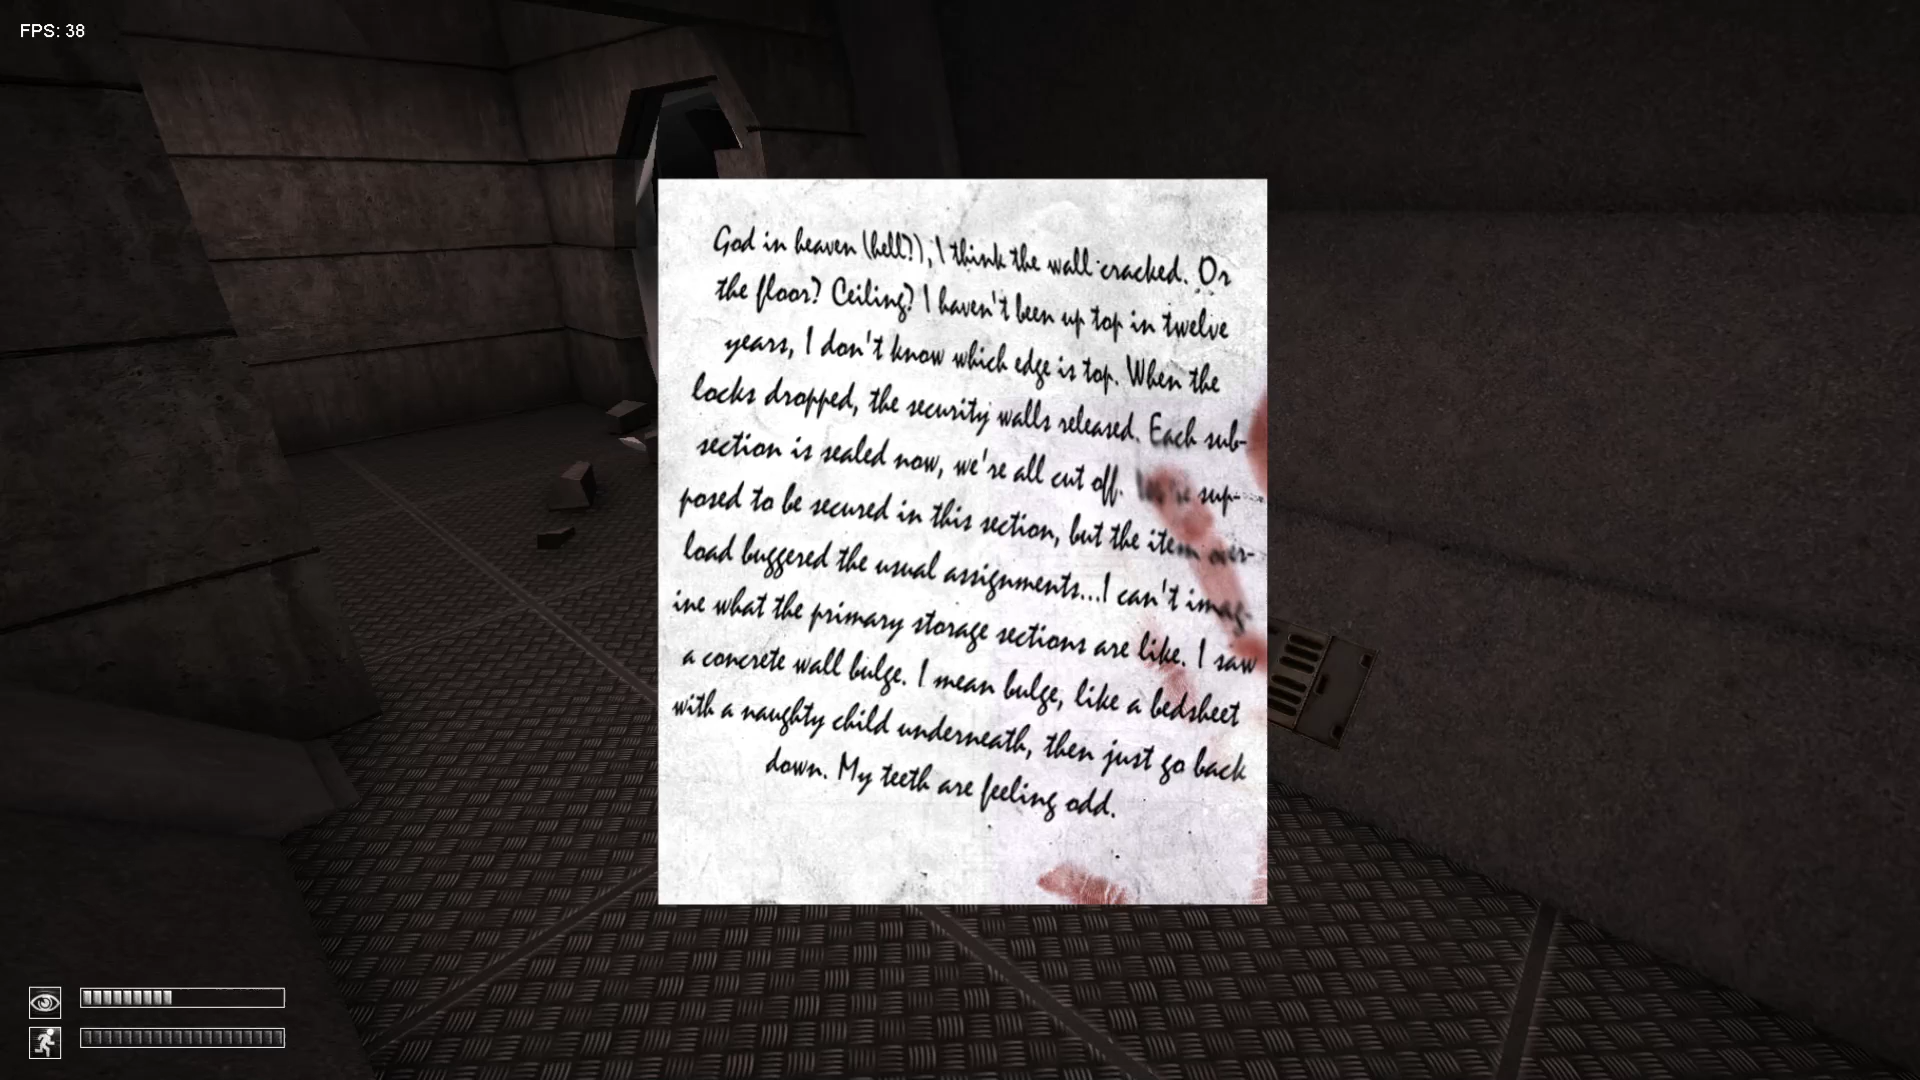 FPS: 38
God in heaven (hell?), I think the wall cracked. Or
the floor? Ceiling? I haven't been up top in twelve
years, I don't know which edge is top. When the
locks dropped, the security walls released. Each sub-
section is sealed now, we're all cut off. We're sup-
posed to be secured in this section, but the item over-
load buggered the usual assignments...I can't imag-
ine what the primary storage sections are like. I saw
a concrete wall bulge. I mean bulge, like a bedsheet
with a naughty child underneath, then just go back
down. My teeth are feeling odd.